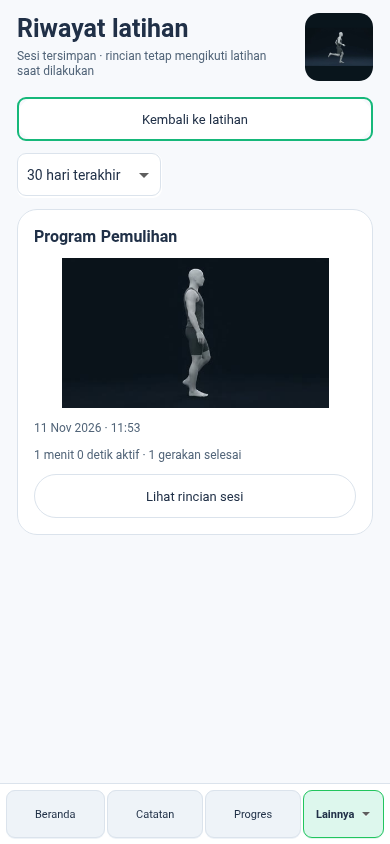 Riwayat latihan
Sesi tersimpan · rincian tetap mengikuti latihan
saat dilakukan
Kembali ke latihan
30 hari terakhir
Program Pemulihan
11 Nov 2026 · 11:53
1 menit 0 detik aktif · 1 gerakan selesai
Lihat rincian sesi
Beranda
Catatan
Progres
Lainnya